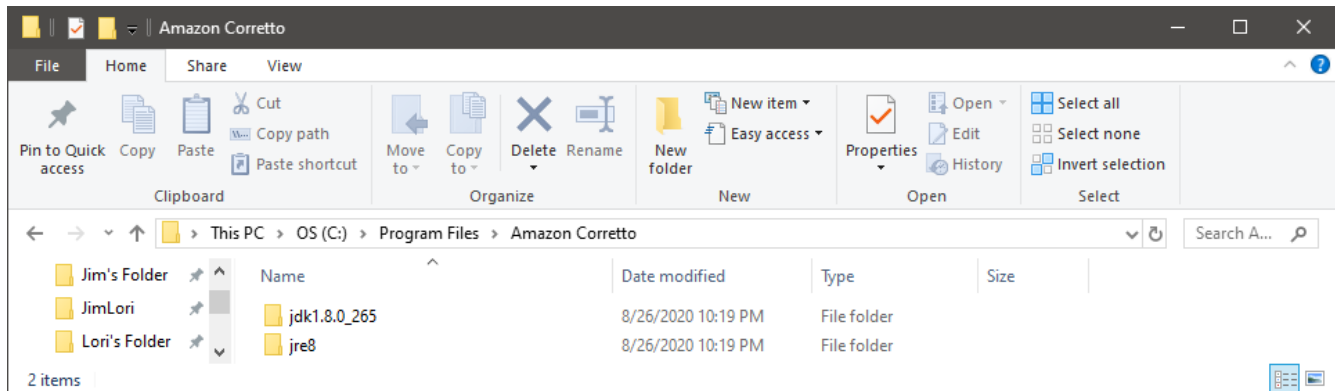 Amazon Corretto
File Home Share View
Pin to Quick access
Copy
Paste
Cut
Copy path
Paste shortcut
Clipboard
Move to
Copy to
Delete
Rename
Organize
New folder
New item
Easy access
New
Properties
Open
Edit
History
Open
Select all
Select none
Invert selection
Select
This PC > OS (C:) > Program Files > Amazon Corretto
Search A...
Jim's Folder
JimLori
Lori's Folder
Name Date modified Type Size
jdk1.8.0_265 8/26/2020 10:19 PM File folder
jre8 8/26/2020 10:19 PM File folder
2 items